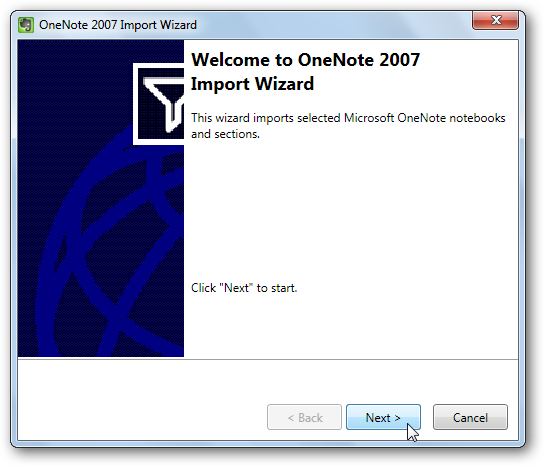 OneNote 2007 Import Wizard
Welcome to OneNote 2007
Import Wizard
This wizard imports selected Microsoft OneNote notebooks
and sections.
Click "Next" to start.
< Back
Next >
Cancel